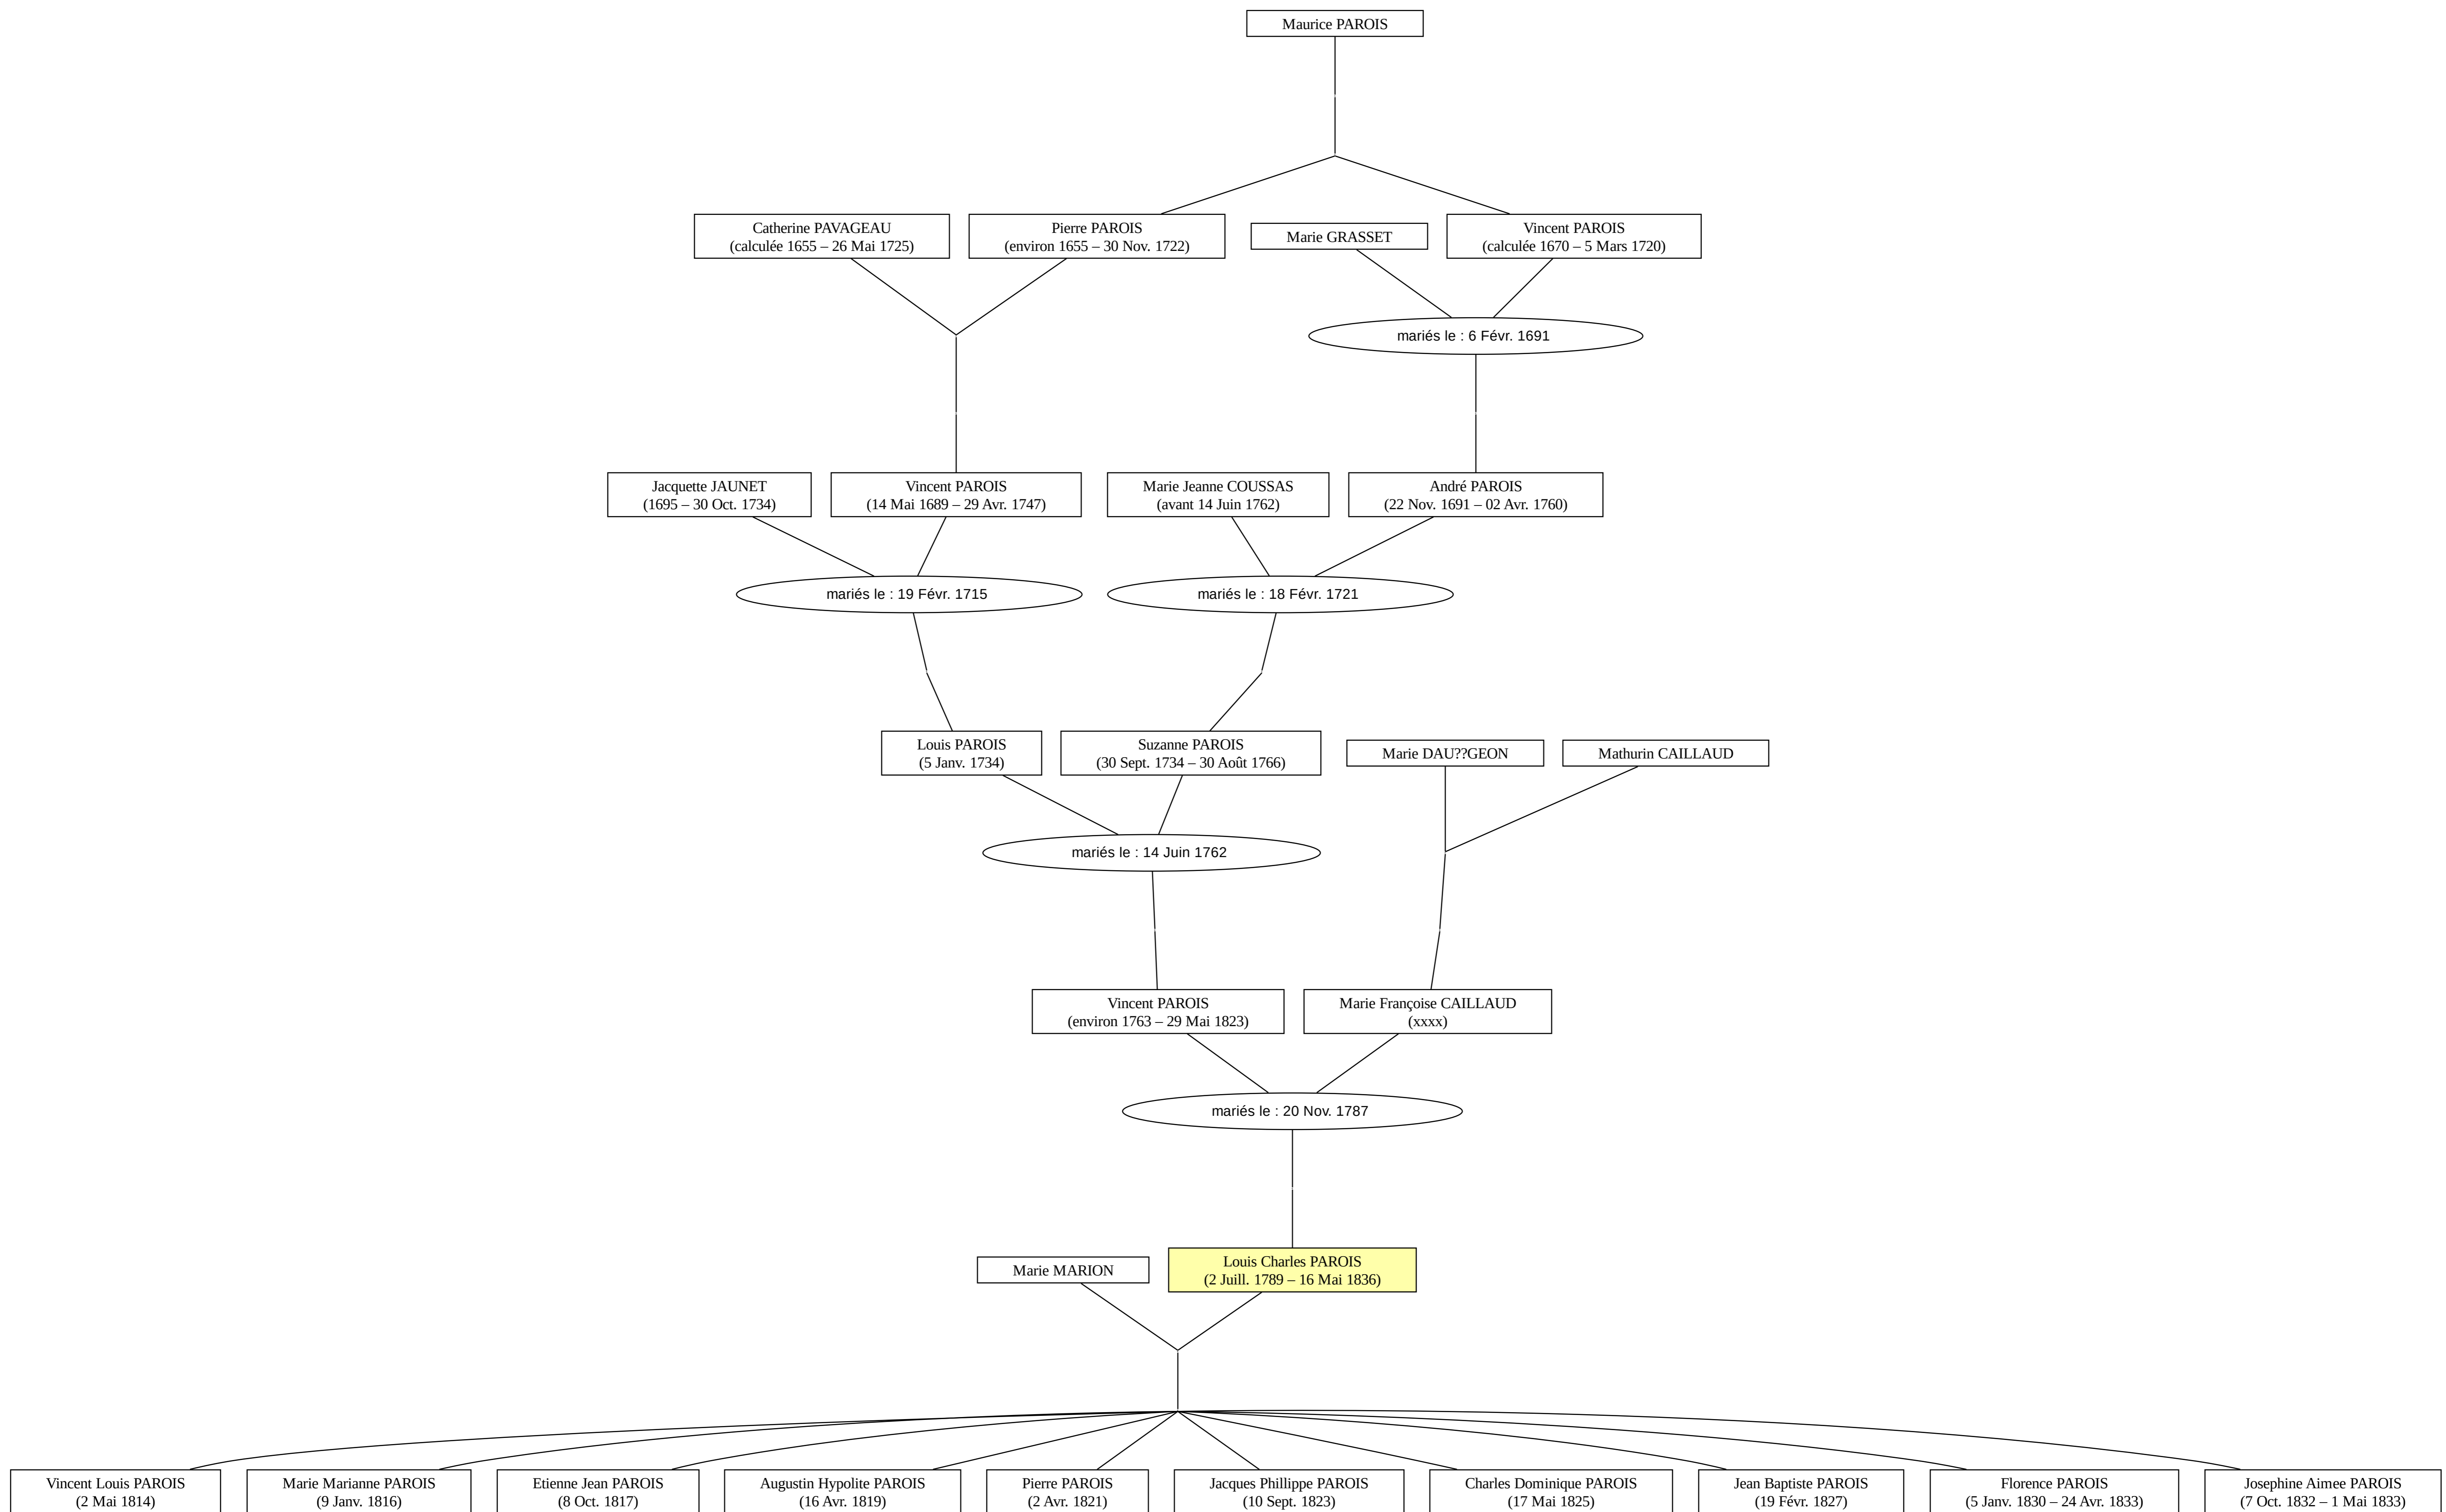 Maurice PAROIS
Catherine PAVAGEAU
(calculée 1655 – 26 Mai 1725)
Pierre PAROIS
(environ 1655 – 30 Nov. 1722)
Marie GRASSET
Vincent PAROIS
(calculée 1670 – 5 Mars 1720)
mariés le : 6 Févr. 1691
Jacquette JAUNET
(1695 – 30 Oct. 1734)
Vincent PAROIS
(14 Mai 1689 – 29 Avr. 1747)
Marie Jeanne COUSSAS
(avant 14 Juin 1762)
André PAROIS
(22 Nov. 1691 – 02 Avr. 1760)
mariés le : 19 Févr. 1715
mariés le : 18 Févr. 1721
Louis PAROIS
(5 Janv. 1734)
Suzanne PAROIS
(30 Sept. 1734 – 30 Août 1766)
Marie DAU??GEON
Mathurin CAILLAUD
mariés le : 14 Juin 1762
Vincent PAROIS
(environ 1763 – 29 Mai 1823)
Marie Françoise CAILLAUD
(xxxx)
mariés le : 20 Nov. 1787
Marie MARION
Louis Charles PAROIS
(2 Juill. 1789 – 16 Mai 1836)
Vincent Louis PAROIS
(2 Mai 1814)
Marie Marianne PAROIS
(9 Janv. 1816)
Etienne Jean PAROIS
(8 Oct. 1817)
Augustin Hypolite PAROIS
(16 Avr. 1819)
Pierre PAROIS
(2 Avr. 1821)
Jacques Phillippe PAROIS
(10 Sept. 1823)
Charles Dominique PAROIS
(17 Mai 1825)
Jean Baptiste PAROIS
(19 Févr. 1827)
Florence PAROIS
(5 Janv. 1830 – 24 Avr. 1833)
Josephine Aimee PAROIS
(7 Oct. 1832 – 1 Mai 1833)